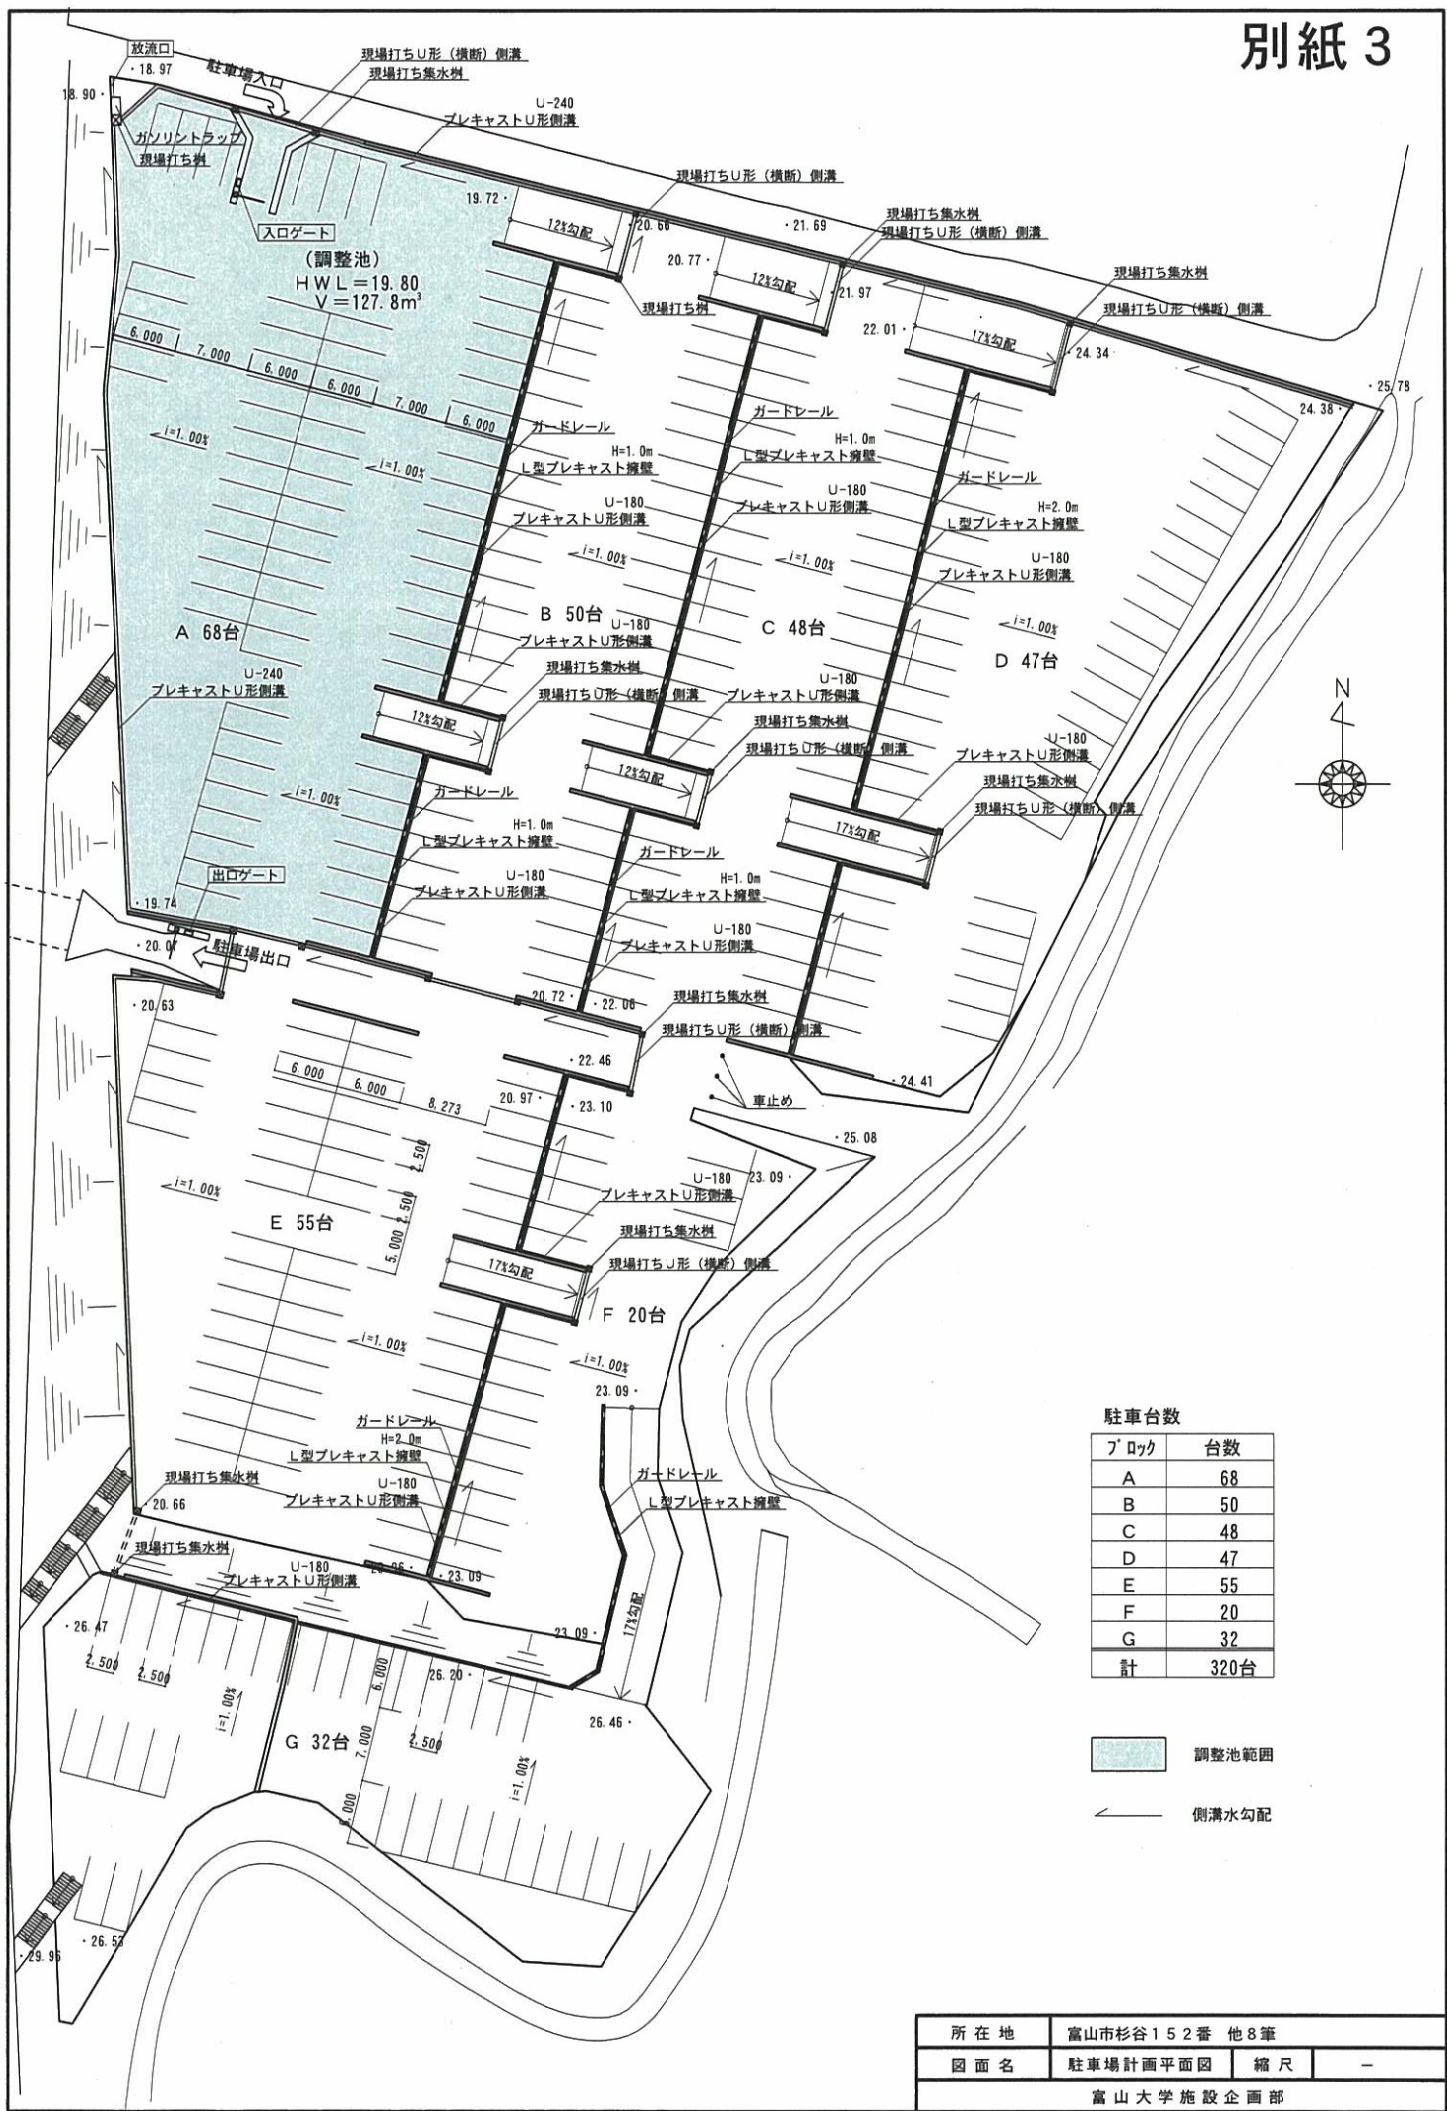 別紙３
放流口
・18.97
18.90・
駐車場入口
現場打ちU形（横断）側溝
現場打ち集水桝
U-240
プレキャストU形側溝
ガソリントラップ
現場打ち桝
入口ゲート
(調整池)
HWL＝19.80
V＝127.8m³
現場打ちU形（横断）側溝
19.72・
12%勾配
・20.66
・21.69
現場打ち集水桝
現場打ちU形（横断）側溝
20.77・
12%勾配
・21.97
現場打ち桝
現場打ち集水桝
現場打ちU形（横断）側溝
22.01・
17%勾配
・24.34
・25.78
24.38・
6.000
7.000
6.000
6.000
7.000
6.000
i=1.00%
i=1.00%
ガードレール
H=1.0m
L型プレキャスト擁壁
U-180
プレキャストU形側溝
ガードレール
H=1.0m
L型プレキャスト擁壁
U-180
プレキャストU形側溝
ガードレール
H=2.0m
L型プレキャスト擁壁
U-180
プレキャストU形側溝
i=1.00%
i=1.00%
i=1.00%
A 68台
B 50台
C 48台
D 47台
U-240
プレキャストU形側溝
U-180
プレキャストU形側溝
現場打ち集水桝
現場打ちU形（横断）側溝
12%勾配
U-180
プレキャストU形側溝
現場打ち集水桝
現場打ちU形（横断）側溝
12%勾配
U-180
プレキャストU形側溝
現場打ち集水桝
現場打ちU形（横断）側溝
17%勾配
N
i=1.00%
ガードレール
H=1.0m
L型プレキャスト擁壁
U-180
プレキャストU形側溝
ガードレール
H=1.0m
L型プレキャスト擁壁
U-180
プレキャストU形側溝
出口ゲート
・19.74
・20.07
駐車場出口
・20.63
20.72・
・22.06
現場打ち集水桝
現場打ちU形（横断）側溝
・22.46
20.97・
・23.10
車止め
・24.41
・25.08
6.000
6.000
8.273
2.500
2.500
5.000
i=1.00%
E 55台
U-180
プレキャストU形側溝
23.09・
現場打ち集水桝
現場打ちU形（横断）側溝
17%勾配
F 20台
i=1.00%
i=1.00%
23.09・
ガードレール
H=2.0m
L型プレキャスト擁壁
U-180
プレキャストU形側溝
ガードレール
L型プレキャスト擁壁
17%勾配
現場打ち集水桝
・20.66
現場打ち集水桝
U-180
プレキャストU形側溝
・23.09
23.09・
・26.47
2.500
2.500
26.20・
6.000
7.000
2.500
26.46・
i=1.00%
i=1.00%
G 32台
・26.53
・29.96
駐車台数
ブロック 台数
A 68
B 50
C 48
D 47
E 55
F 20
G 32
計 320台
調整池範囲
側溝水勾配
所在地 富山市杉谷１５２番 他８筆
図面名 駐車場計画平面図 縮尺 －
富山大学施設企画部